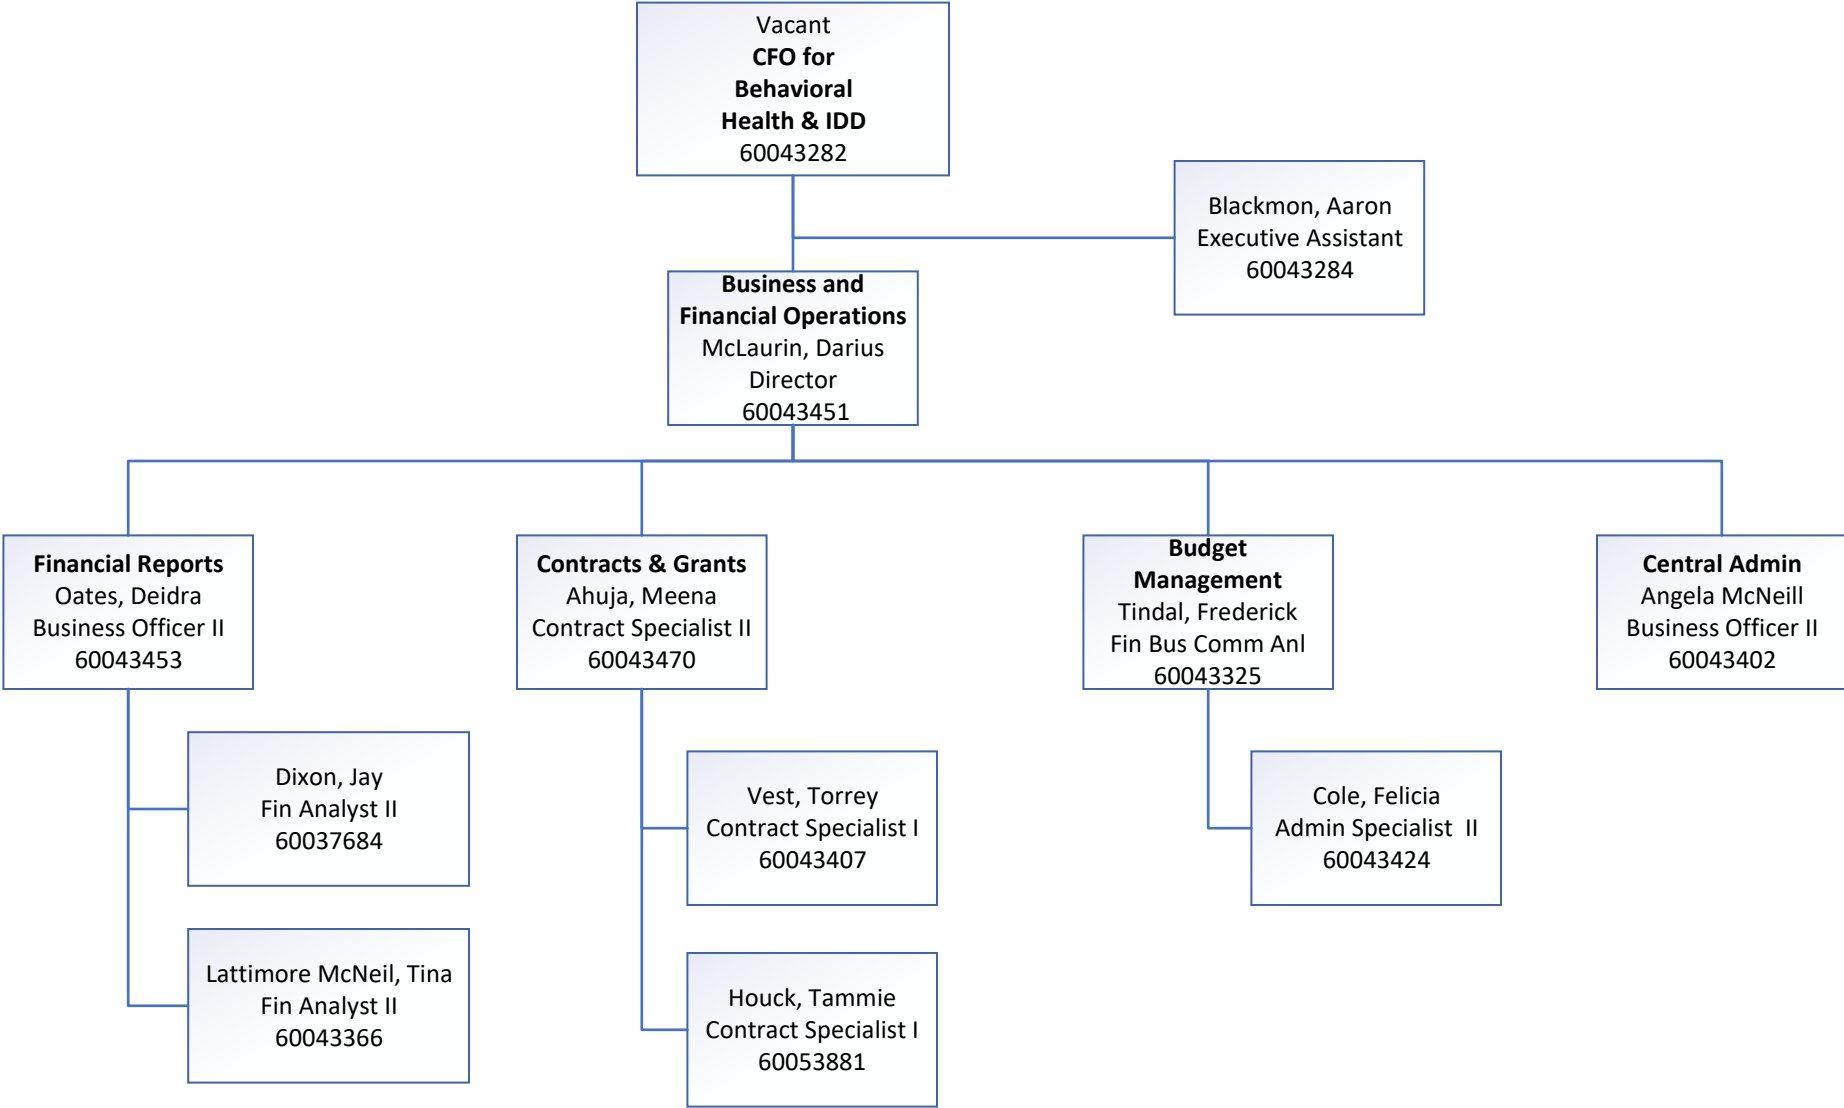 Vacant
CFO for
Behavioral
Health & IDD
60043282
Blackmon, Aaron
Executive Assistant
60043284
Business and
Financial Operations
McLaurin, Darius
Director
60043451
Financial Reports
Oates, Deidra
Business Officer II
60043453
Contracts & Grants
Ahuja, Meena
Contract Specialist II
60043470
Budget
Management
Tindal, Frederick
Fin Bus Comm Anl
60043325
Central Admin
Angela McNeill
Business Officer II
60043402
Dixon, Jay
Fin Analyst II
60037684
Vest, Torrey
Contract Specialist I
60043407
Cole, Felicia
Admin Specialist  II
60043424
Lattimore McNeil, Tina
Fin Analyst II
60043366
Houck, Tammie
Contract Specialist I
60053881